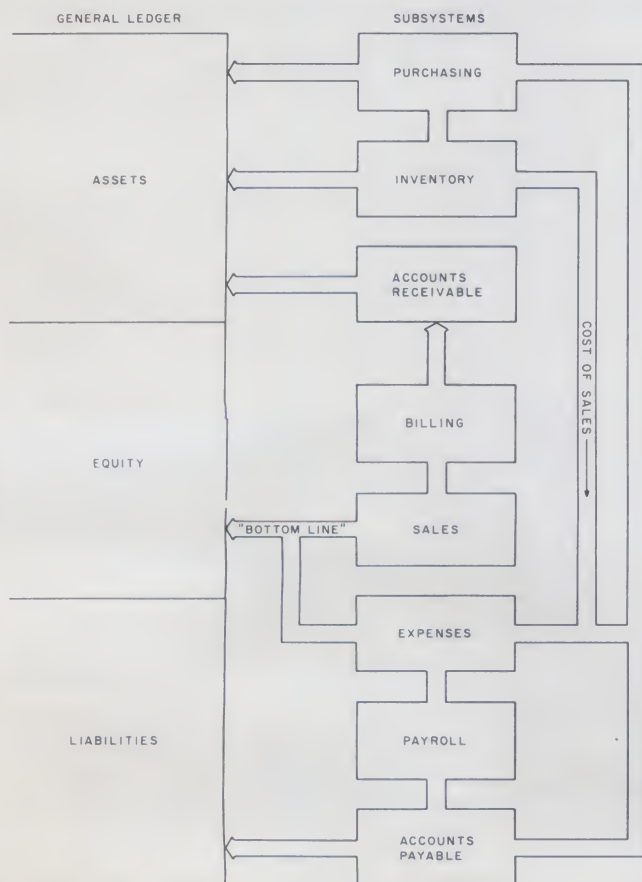 GENERAL LEDGER
SUBSYSTEMS
PURCHASING
ASSETS
INVENTORY
ACCOUNTS
RECEIVABLE
COST OF SALES
BILLING
EQUITY
"BOTTOM LINE"
SALES
EXPENSES
LIABILITIES
PAYROLL
ACCOUNTS
PAYABLE